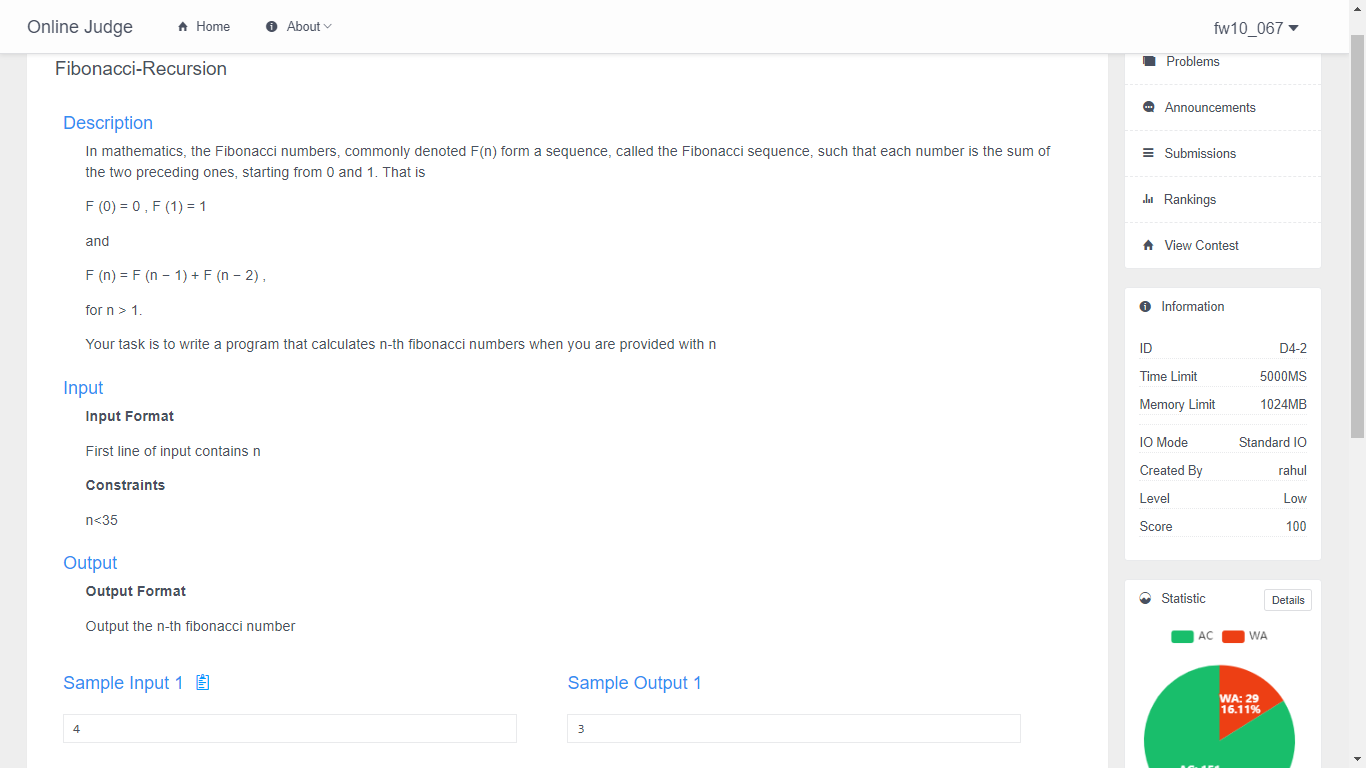 Online Judge
Home
About
fw10_067
Fibonacci-Recursion
Description
In mathematics, the Fibonacci numbers, commonly denoted F(n) form a sequence, called the Fibonacci sequence, such that each number is the sum of
the two preceding ones, starting from 0 and 1. That is
F (0) = 0 , F (1) = 1
and
F (n) = F (n − 1) + F (n − 2) ,
for n > 1.
Your task is to write a program that calculates n-th fibonacci numbers when you are provided with n
Input
Input Format
First line of input contains n
Constraints
n<35
Output
Output Format
Output the n-th fibonacci number
Sample Input 1
Sample Output 1
4
3
Problems
Announcements
Submissions
Rankings
View Contest
Information
ID D4-2
Time Limit 5000MS
Memory Limit 1024MB
IO Mode Standard IO
Created By rahul
Level Low
Score 100
Statistic
Details
AC WA
WA: 29
16.11%